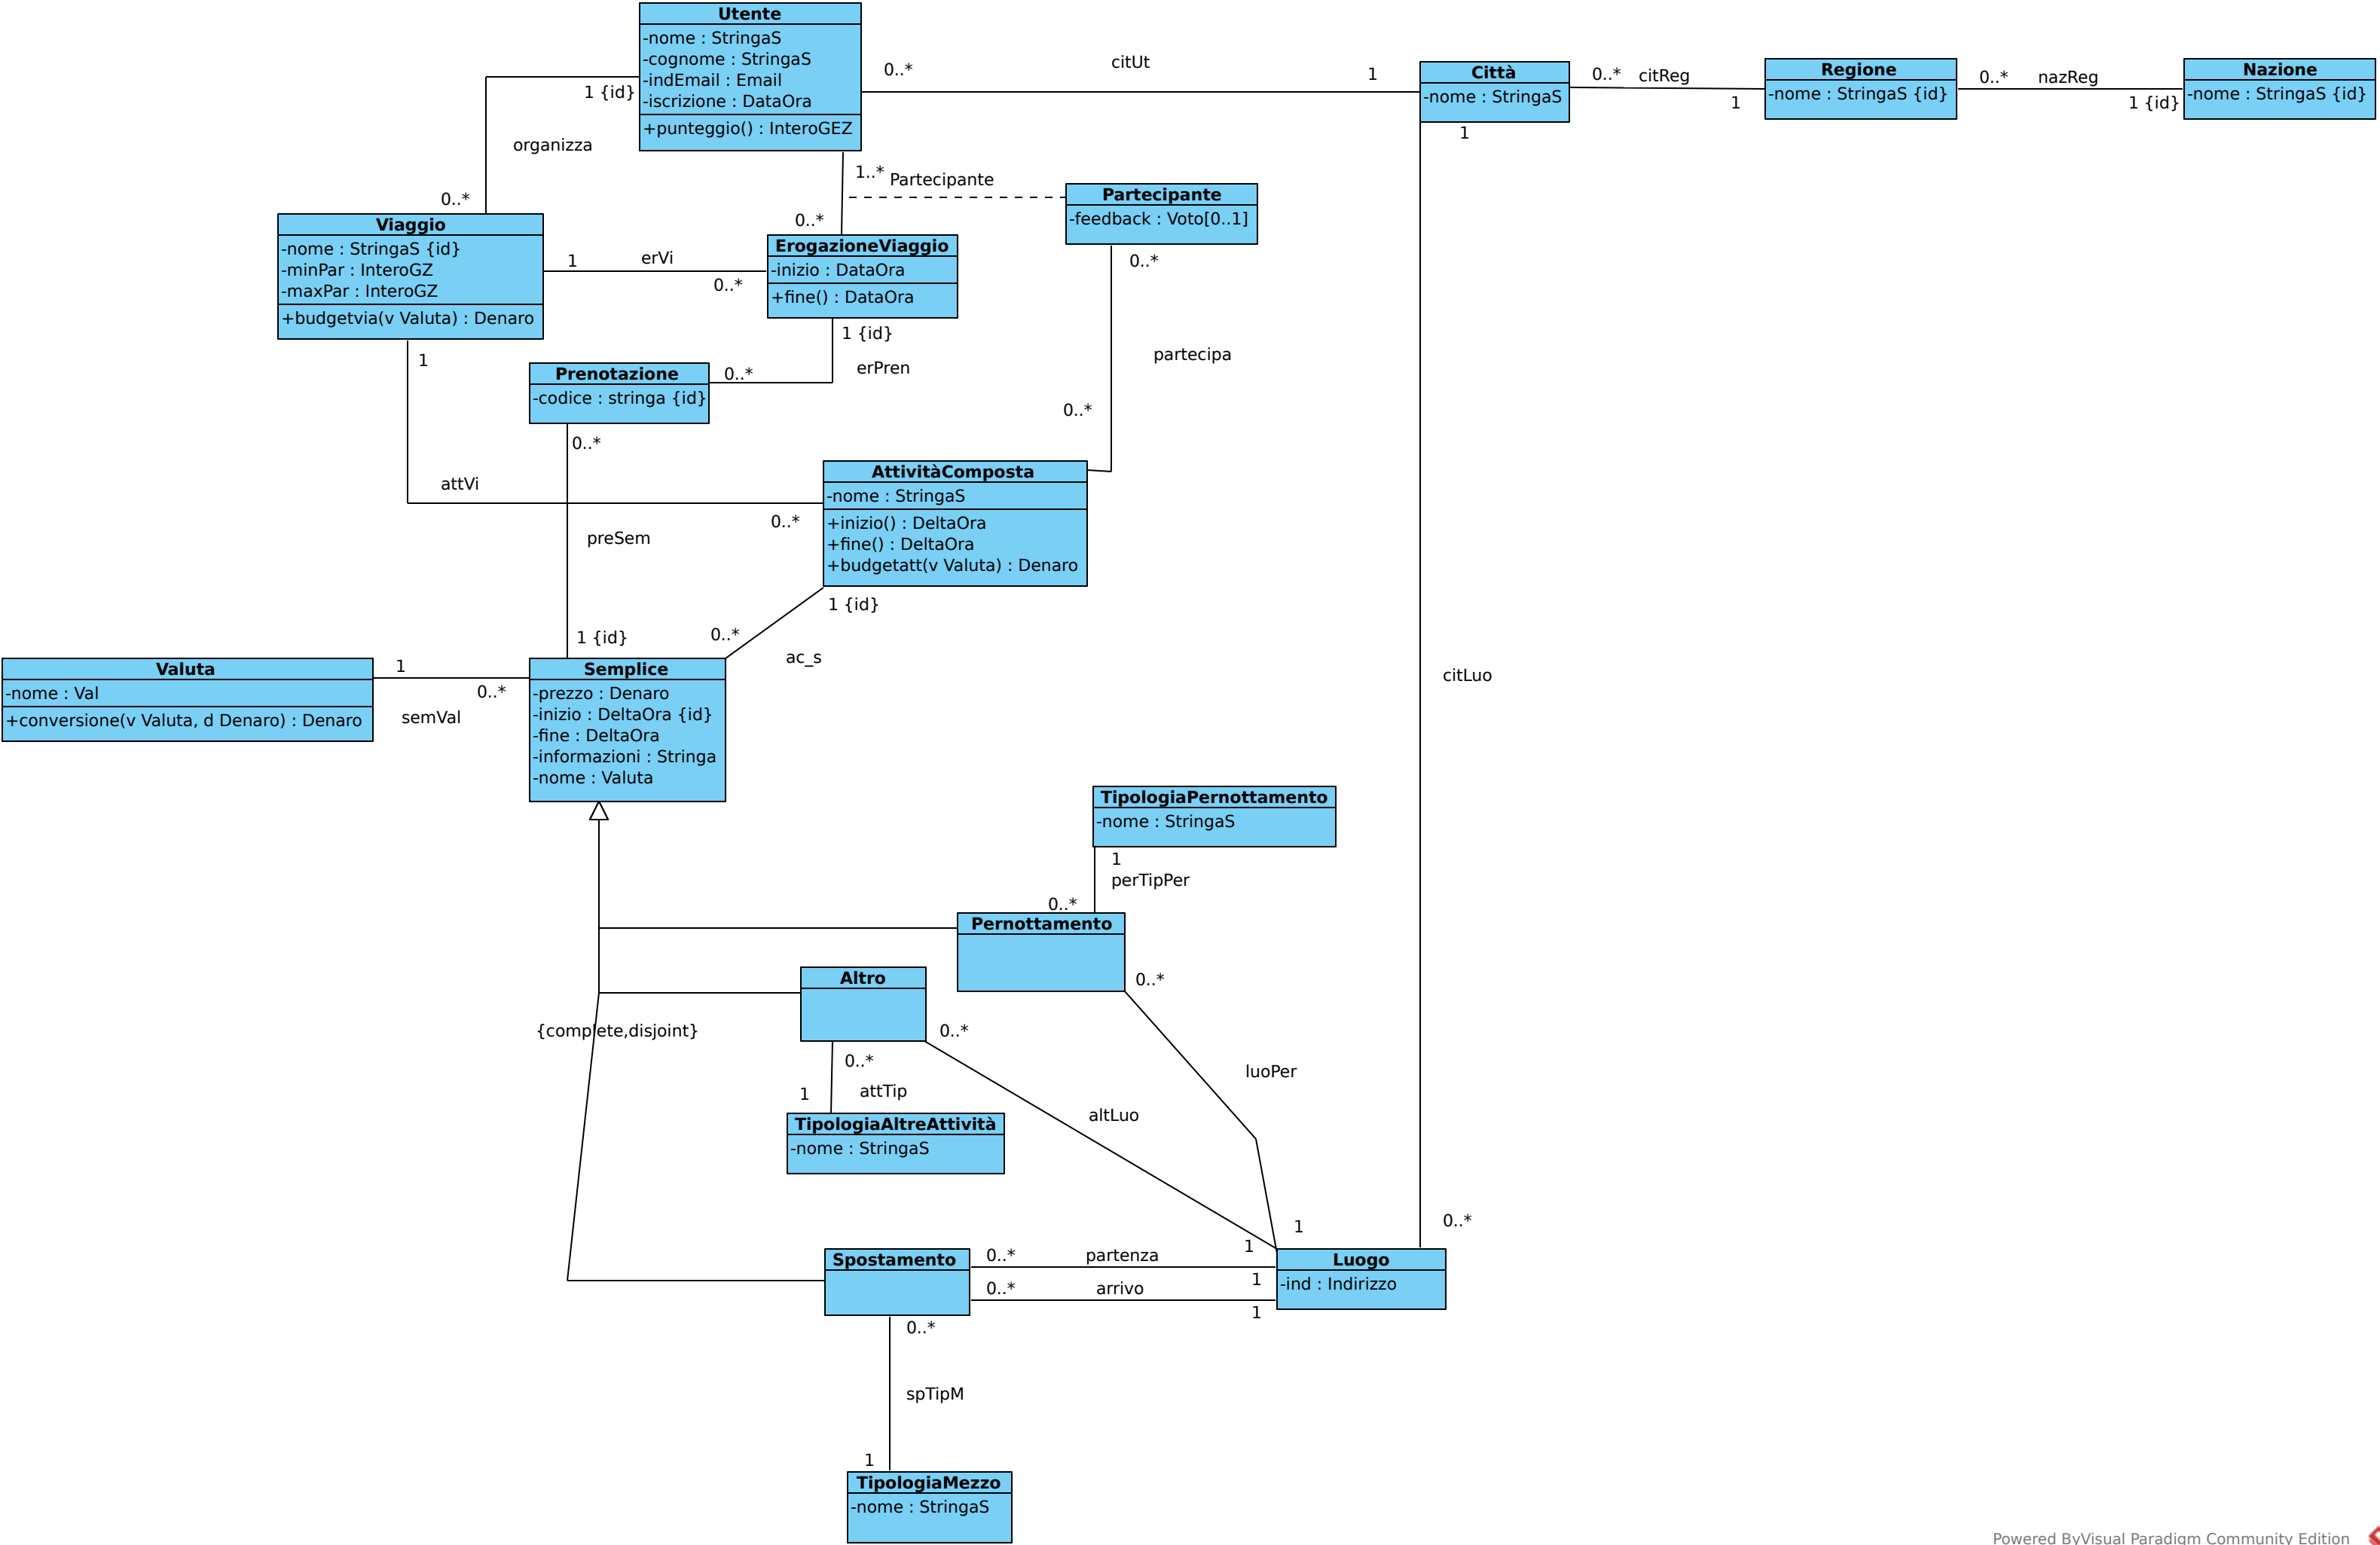 Utente
-nome : StringaS
-cognome : StringaS
-indEmail : Email
-iscrizione : DataOra
+punteggio() : InteroGEZ
0..*
citUt
1
Città
-nome : StringaS
0..*
citReg
1
Regione
-nome : StringaS {id}
0..*
nazReg
1 {id}
Nazione
-nome : StringaS {id}
1
1 {id}
organizza
0..*
1..*
Partecipante
0..*
Partecipante
-feedback : Voto[0..1]
0..*
Viaggio
-nome : StringaS {id}
-minPar : InteroGZ
-maxPar : InteroGZ
+budgetvia(v Valuta) : Denaro
1
erVi
0..*
ErogazioneViaggio
-inizio : DataOra
+fine() : DataOra
1 {id}
erPren
0..*
Prenotazione
-codice : stringa {id}
0..*
partecipa
0..*
1
attVi
0..*
AttivitàComposta
-nome : StringaS
+inizio() : DeltaOra
+fine() : DeltaOra
+budgetatt(v Valuta) : Denaro
preSem
1 {id}
1 {id}
0..*
ac_s
Valuta
-nome : Val
+conversione(v Valuta, d Denaro) : Denaro
1
0..*
semVal
Semplice
-prezzo : Denaro
-inizio : DeltaOra {id}
-fine : DeltaOra
-informazioni : Stringa
-nome : Valuta
citLuo
TipologiaPernottamento
-nome : StringaS
1
perTipPer
0..*
Pernottamento
0..*
Altro
0..*
{complete,disjoint}
0..*
1
attTip
luoPer
altLuo
TipologiaAltreAttività
-nome : StringaS
0..*
1
1
Spostamento
0..*
partenza
1
0..*
arrivo
1
Luogo
-ind : Indirizzo
0..*
spTipM
1
TipologiaMezzo
-nome : StringaS
Powered ByVisual Paradigm Community Edition